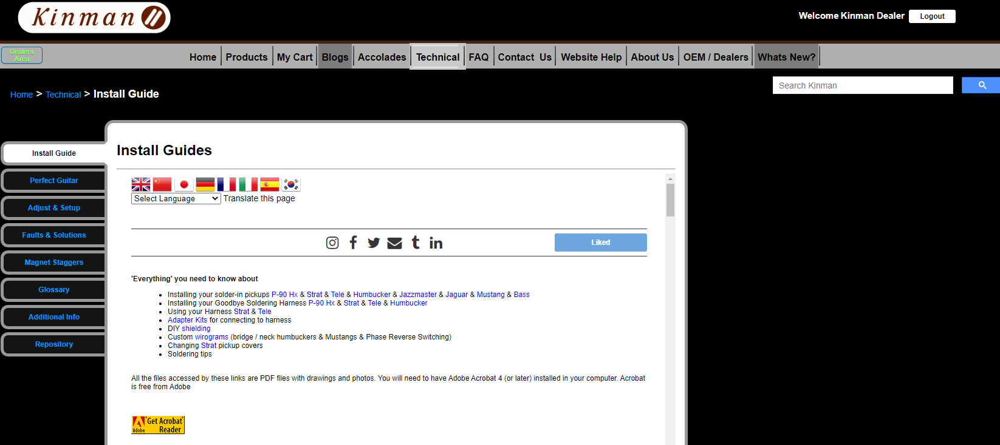 Kinman
Welcome Kinman Dealer Logout
Dealers
Area
Home Products My Cart Blogs Accolades Technical FAQ Contact Us Website Help About Us OEM / Dealers Whats New?
Search Kinman
Home > Technical > Install Guide
Install Guide
Perfect Guitar
Adjust & Setup
Faults & Solutions
Magnet Staggers
Glossary
Additional Info
Repository
Install Guides
Select Language Translate this page
Liked
'Everything' you need to know about
Installing your solder-in pickups P-90 Hx & Strat & Tele & Humbucker & Jazzmaster & Jaguar & Mustang & Bass
Installing your Goodbye Soldering Harness P-90 Hx & Strat & Tele & Humbucker
Using your Harness Strat & Tele
Adapter Kits for connecting to harness
DIY shielding
Custom wirograms (bridge / neck humbuckers & Mustangs & Phase Reverse Switching)
Changing Strat pickup covers
Soldering tips
All the files accessed by these links are PDF files with drawings and photos. You will need to have Adobe Acrobat 4 (or later) installed in your computer. Acrobat
is free from Adobe
Get Acrobat
Adobe Reader